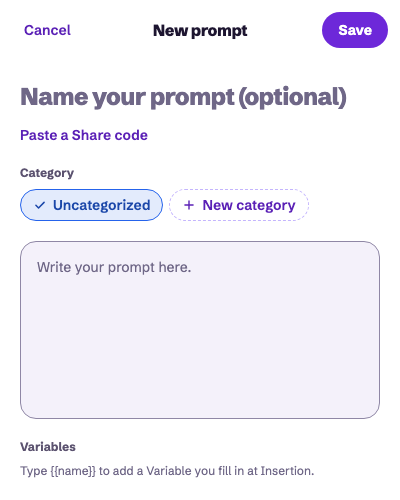 Cancel
New prompt
Save
Name your prompt (optional)
Paste a Share code
Category
Uncategorized
New category
Write your prompt here.
Variables
Type {{name}} to add a Variable you fill in at Insertion.